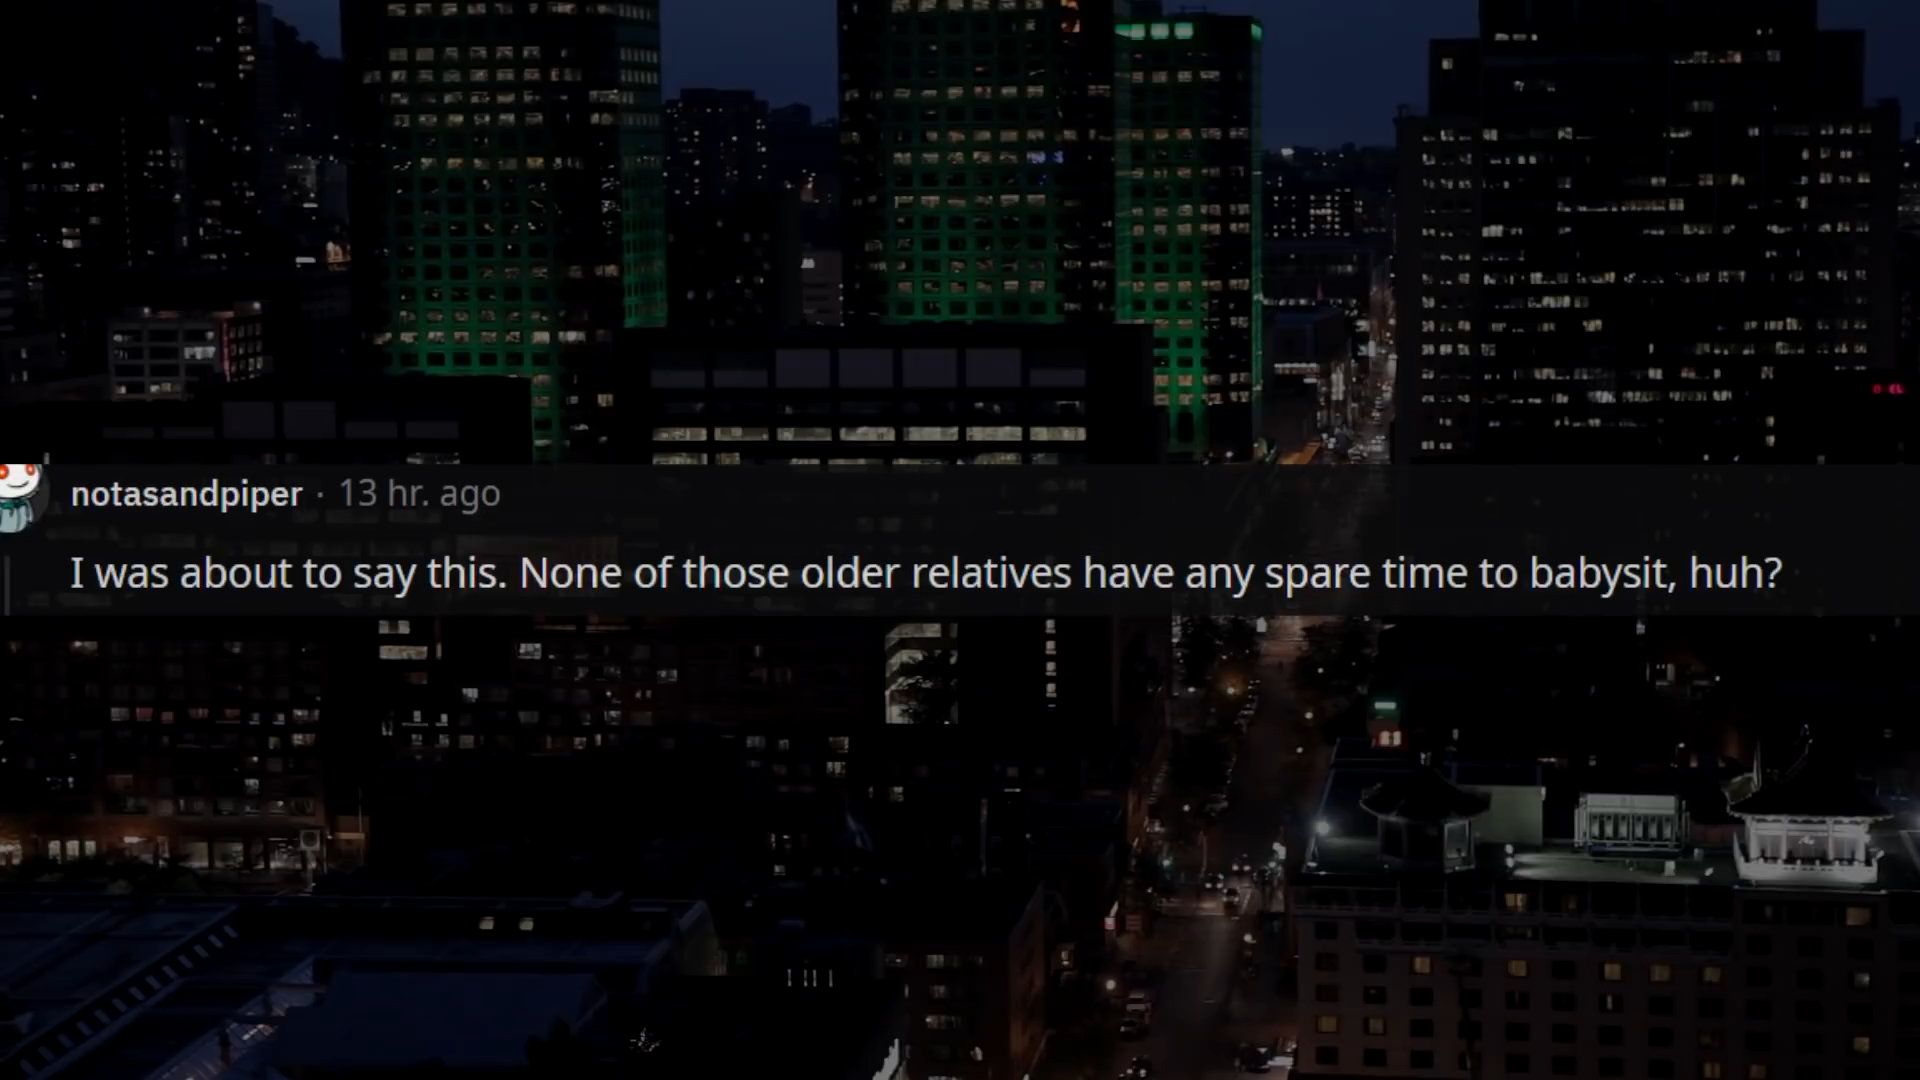 notasandpiper · 13 hr. ago
I was about to say this. None of those older relatives have any spare time to babysit, huh?